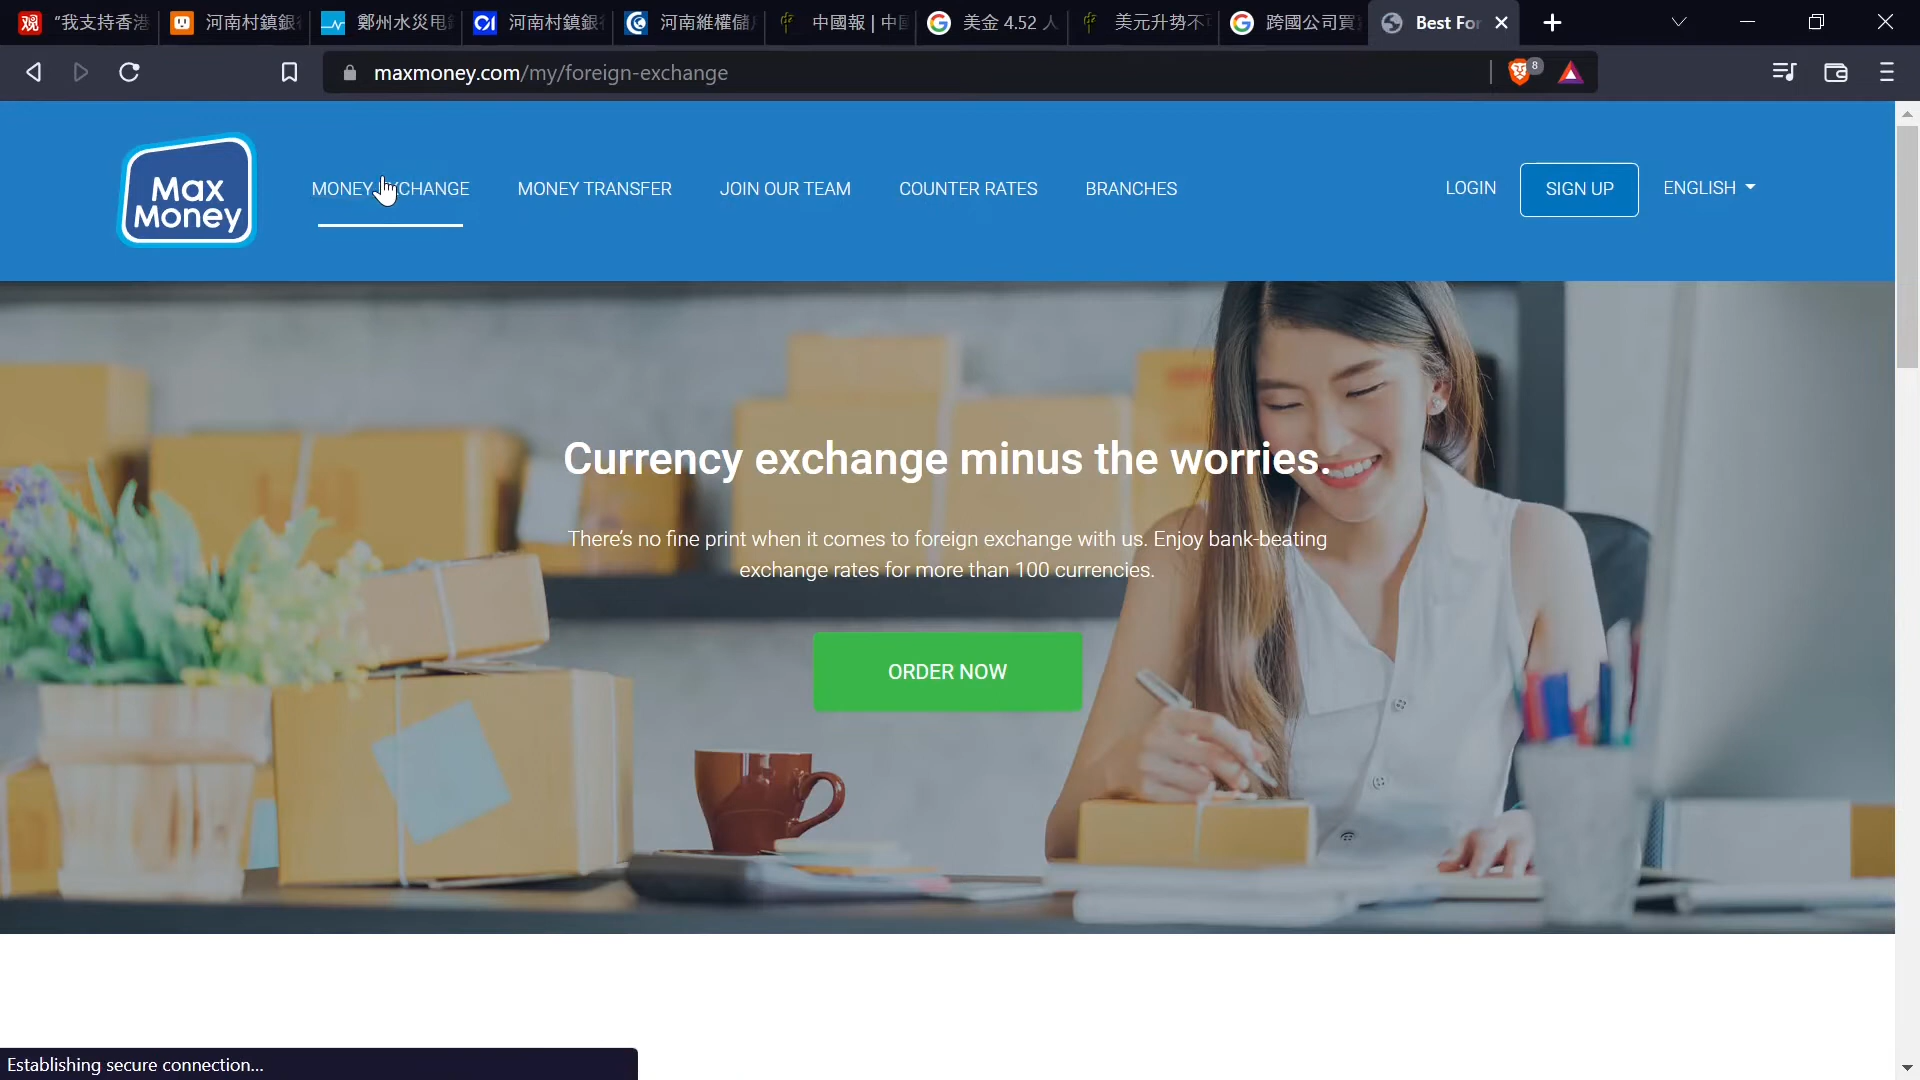 "我支持香港
河南村鎮銀行
鄭州水災甩
河南村鎮銀行
河南維權儲
中國報 | 中
美金 4.52 人
美元升势不
跨國公司買
Best For
maxmoney.com/my/foreign-exchange
8
Max
Money
MONEY EXCHANGE
MONEY TRANSFER
JOIN OUR TEAM
COUNTER RATES
BRANCHES
LOGIN
SIGN UP
ENGLISH
Currency exchange minus the worries.
There's no fine print when it comes to foreign exchange with us. Enjoy bank-beating
exchange rates for more than 100 currencies.
ORDER NOW
Establishing secure connection...